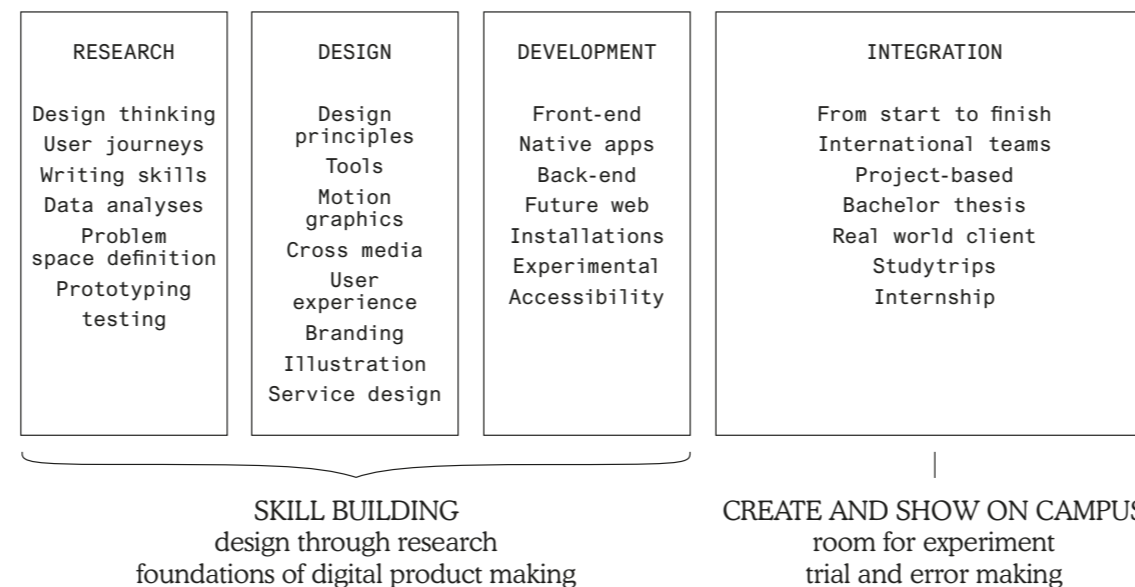 RESEARCH
Design thinking
User journeys
Writing skills
Data analyses
Problem
space definition
Prototyping
testing
DESIGN
Design
principles
Tools
Motion
graphics
Cross media
User
experience
Branding
Illustration
Service design
DEVELOPMENT
Front-end
Native apps
Back-end
Future web
Installations
Experimental
Accessibility
INTEGRATION
From start to finish
International teams
Project-based
Bachelor thesis
Real world client
Studytrips
Internship
SKILL BUILDING
design through research
foundations of digital product making
CREATE AND SHOW ON CAMPUS
room for experiment
trial and error making